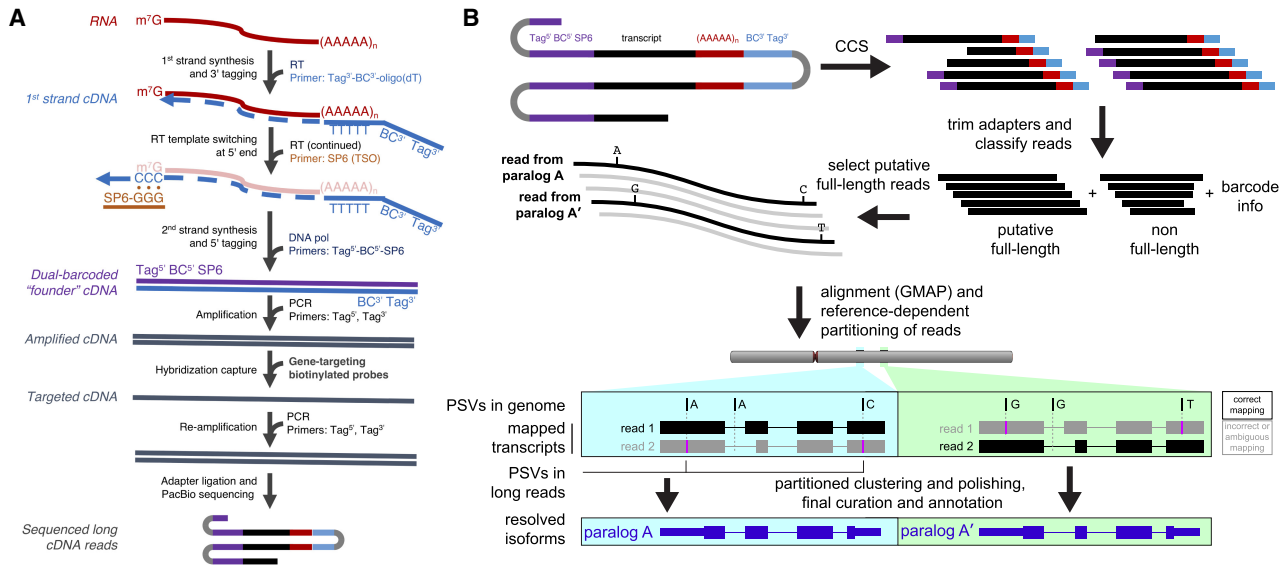 A
RNA
m⁷G
(AAAAA)ₙ
1ˢᵗ strand synthesis
and 3' tagging
RT
Primer: Tag³'-BC³'-oligo(dT)
1ˢᵗ strand cDNA
m⁷G
(AAAAA)ₙ
TTTTT
BC³' Tag³'
RT template switching
at 5' end
RT (continued)
Primer: SP6 (TSO)
m⁷G
CCC
SP6-GGG
(AAAAA)ₙ
TTTTT
BC³' Tag³'
2ⁿᵈ strand synthesis
and 5' tagging
DNA pol
Primers: Tag⁵'-BC⁵'-SP6
Dual-barcoded
"founder" cDNA
Tag⁵' BC⁵' SP6
BC³' Tag³'
Amplification
PCR
Primers: Tag⁵', Tag³'
Amplified cDNA
Hybridization capture
Gene-targeting
biotinylated probes
Targeted cDNA
Re-amplification
PCR
Primers: Tag⁵', Tag³'
Adapter ligation and
PacBio sequencing
Sequenced long
cDNA reads
B
Tag⁵' BC⁵' SP6
transcript
(AAAAA)ₙ
BC³' Tag³'
CCS
trim adapters and
classify reads
putative
full-length
+
non
full-length
+
barcode
info
select putative
full-length reads
read from
paralog A
A
C
read from
paralog A′
G
T
alignment (GMAP) and
reference-dependent
partitioning of reads
PSVs in genome
A
A
C
G
G
T
mapped
transcripts
read 1
read 2
read 1
read 2
correct
mapping
incorrect or
ambiguous
mapping
PSVs in
long reads
partitioned clustering and polishing,
final curation and annotation
resolved
isoforms
paralog A
paralog A′